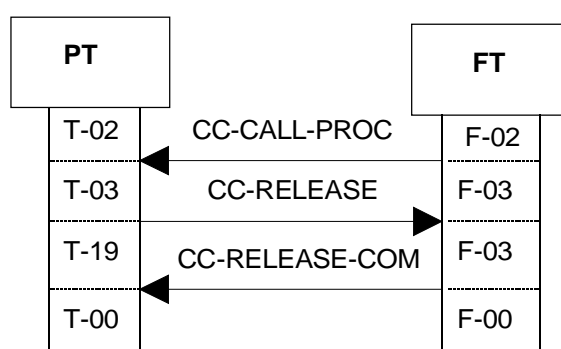 PT
FT
T-02
CC-CALL-PROC
F-02
T-03
CC-RELEASE
F-03
T-19
CC-RELEASE-COM
F-03
T-00
F-00